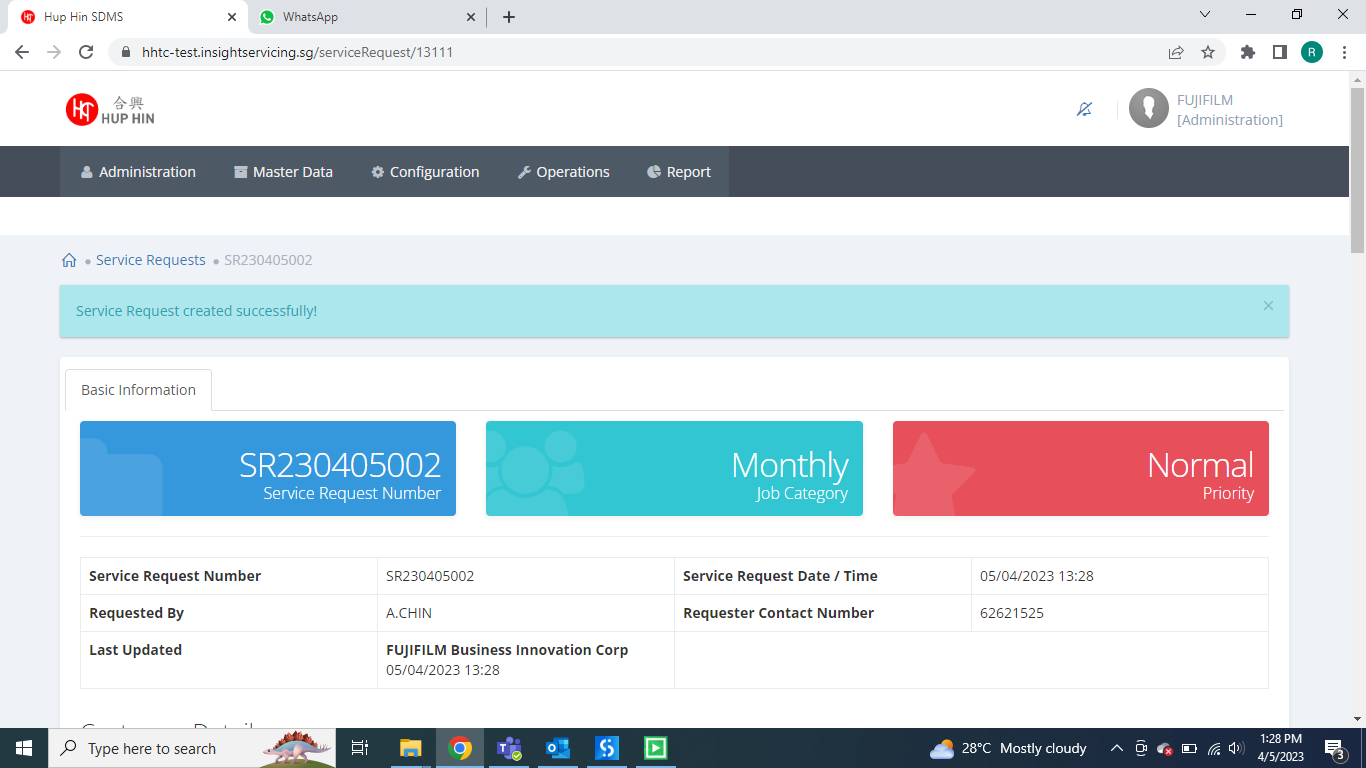 Hup Hin SDMS
WhatsApp
hhtc-test.insightservicing.sg/serviceRequest/13111
R
合興
HUP HIN
FUJIFILM
[Administration]
Administration
Master Data
Configuration
Operations
Report
Service Requests
SR230405002
Service Request created successfully!
Basic Information
SR230405002
Service Request Number
Monthly
Job Category
Normal
Priority
Service Request Number SR230405002 Service Request Date / Time 05/04/2023 13:28
Requested By A.CHIN Requester Contact Number 62621525
Last Updated FUJIFILM Business Innovation Corp
05/04/2023 13:28
Type here to search
28°C Mostly cloudy
1:28 PM
4/5/2023
3